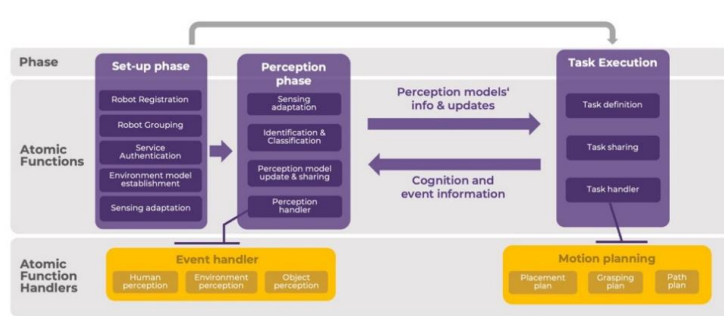 Phase
Set-up phase
Perception
phase
Task Execution
Atomic
Functions
Robot Registration
Robot Grouping
Service
Authentication
Environment model
establishment
Sensing adaptation
Sensing
adaptation
Identification &
Classification
Perception model
update & sharing
Perception
handler
Perception models'
info & updates
Cognition and
event information
Task definition
Task sharing
Task handler
Atomic
Function
Handlers
Event handler
Human
perception
Environment
perception
Object
perception
Motion planning
Placement
plan
Grasping
plan
Path
plan